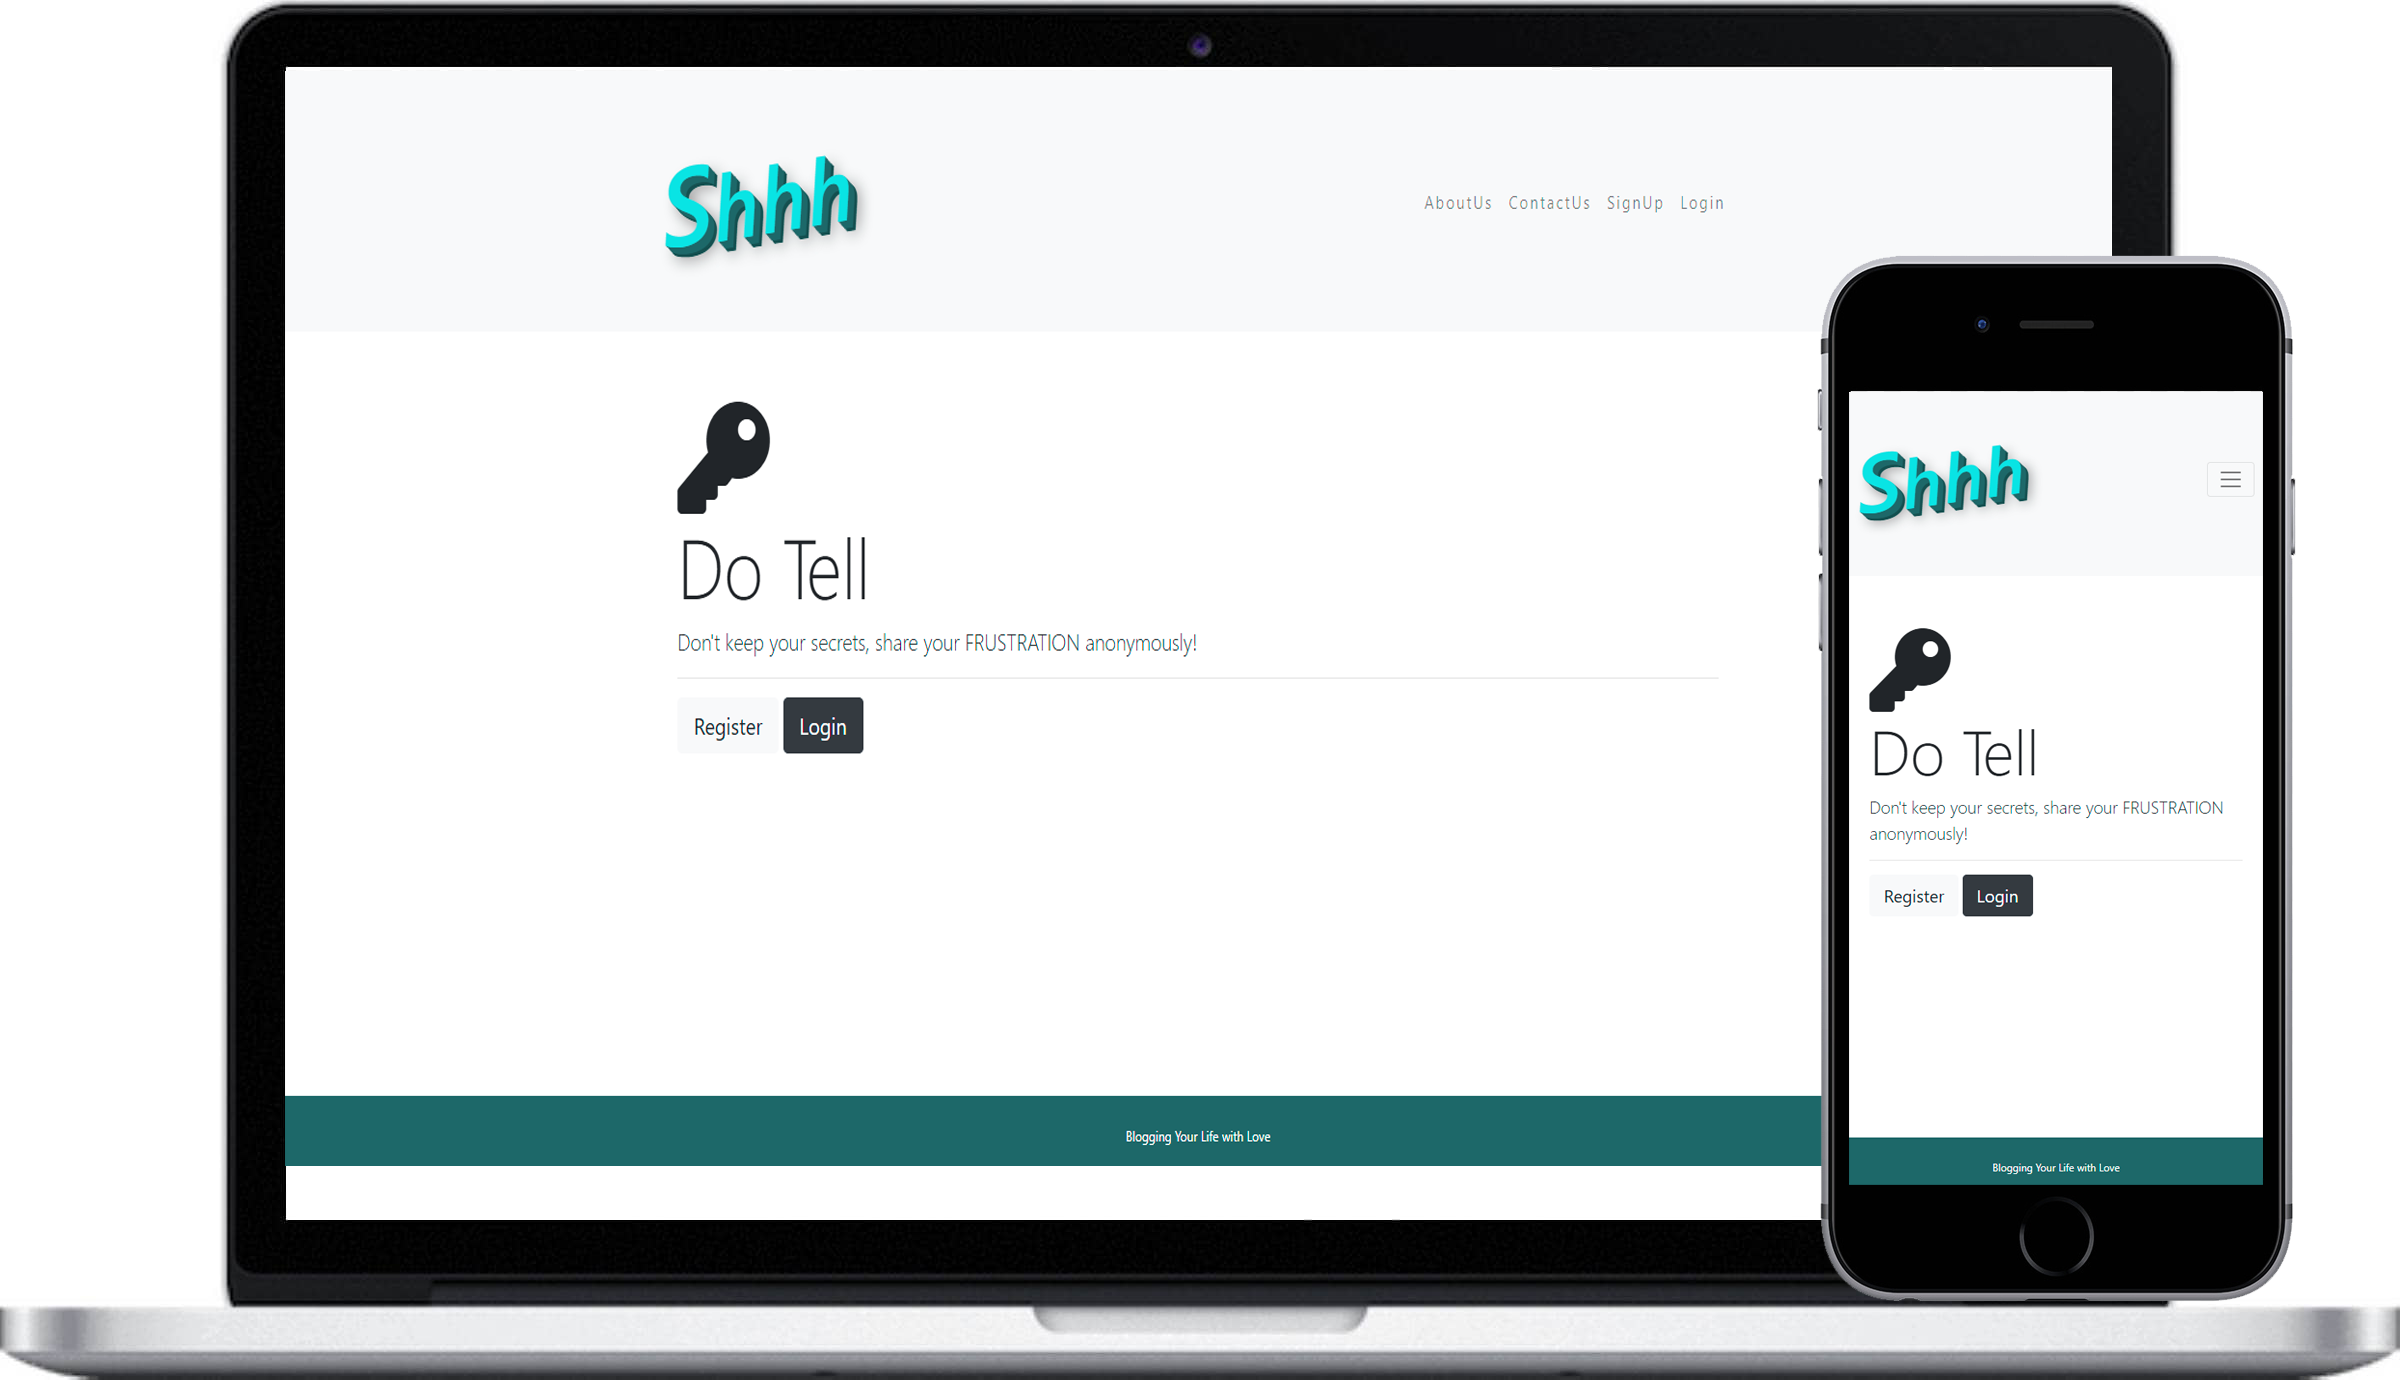 Shhh
AboutUs ContactUs SignUp Login
Do Tell
Don't keep your secrets, share your FRUSTRATION anonymously!
Register Login
Blogging Your Life with Love
Shhh
Do Tell
Don't keep your secrets, share your FRUSTRATION
anonymously!
Register Login
Blogging Your Life with Love